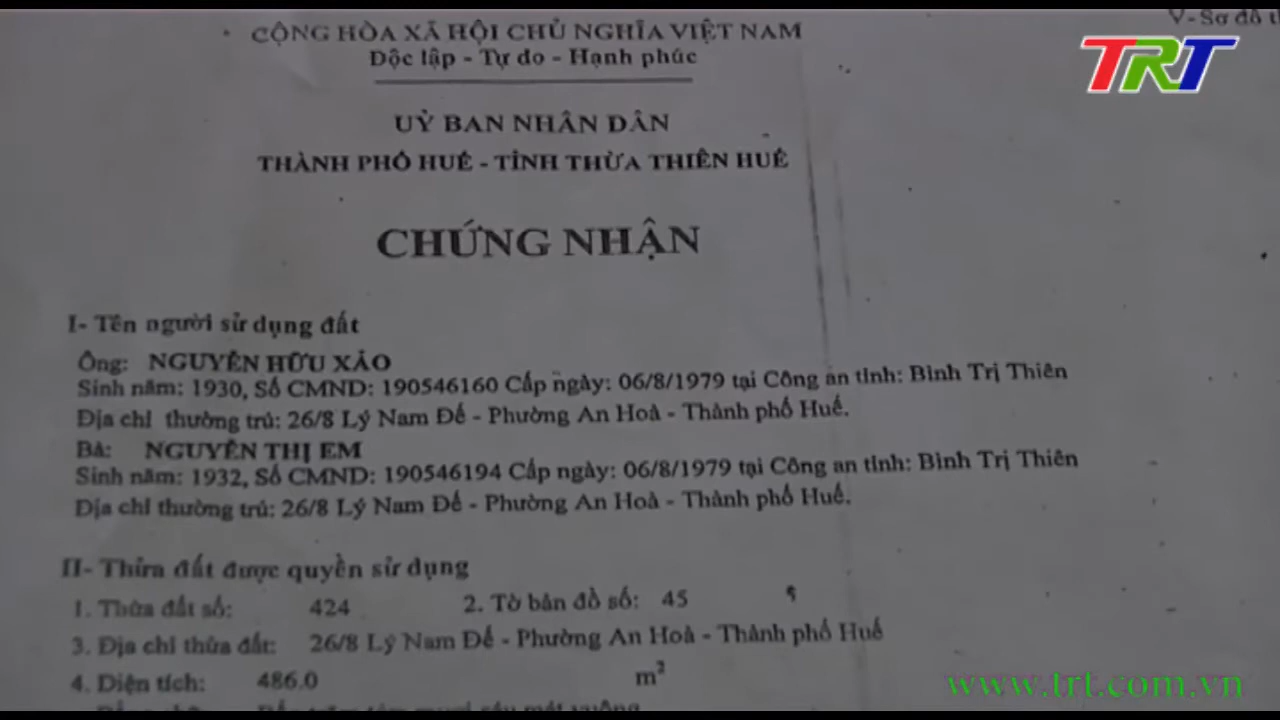 V- Sơ đồ t
TRT
CỘNG HÒA XÃ HỘI CHỦ NGHĨA VIỆT NAM
Độc lập - Tự do - Hạnh phúc
UỶ BAN NHÂN DÂN
THÀNH PHỐ HUẾ - TỈNH THỪA THIÊN HUẾ
CHỨNG NHẬN
I- Tên người sử dụng đất
Ông: NGUYỄN HỮU XẢO
Sinh năm: 1930, Số CMND: 190546160 Cấp ngày: 06/8/1979 tại Công an tỉnh: Bình Trị Thiên
Địa chỉ thường trú: 26/8 Lý Nam Đế - Phường An Hoà - Thành phố Huế.
Bà: NGUYỄN THỊ EM
Sinh năm: 1932, Số CMND: 190546194 Cấp ngày: 06/8/1979 tại Công an tỉnh: Bình Trị Thiên
Địa chỉ thường trú: 26/8 Lý Nam Đế - Phường An Hoà - Thành phố Huế.
II- Thửa đất được quyền sử dụng
1. Thửa đất số: 424 2. Tờ bản đồ số: 45
3. Địa chỉ thửa đất: 26/8 Lý Nam Đế - Phường An Hoà - Thành phố Huế
4. Diện tích: 486.0 m²
www.trt.com.vn